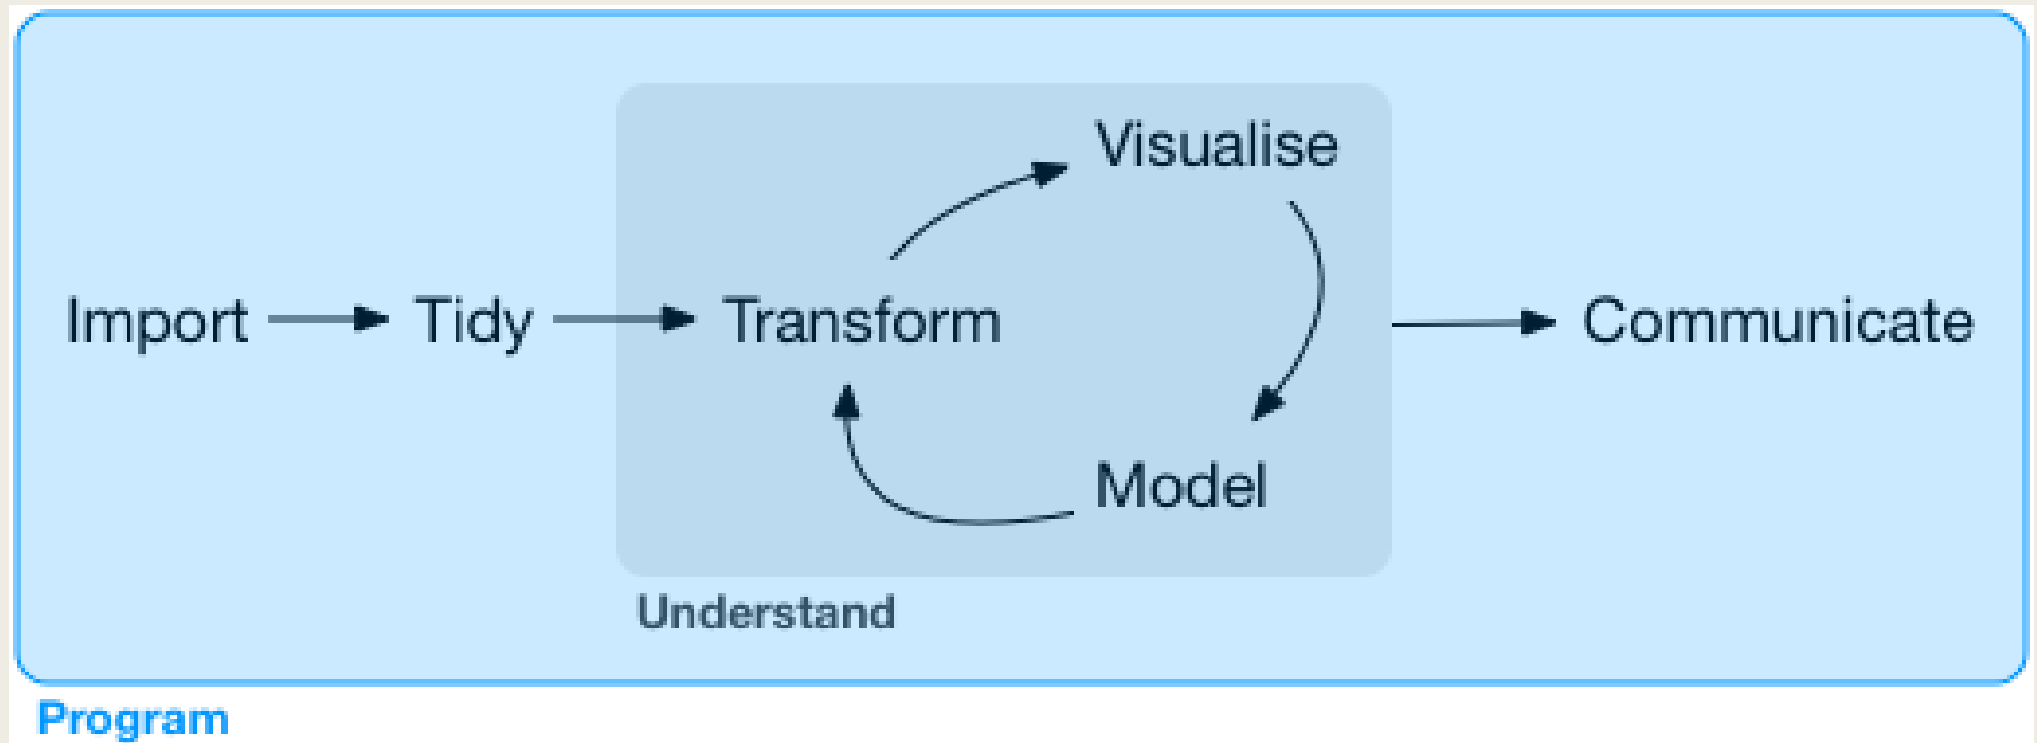 Visualise
Import Tidy Transform Communicate
Model
Understand
Program